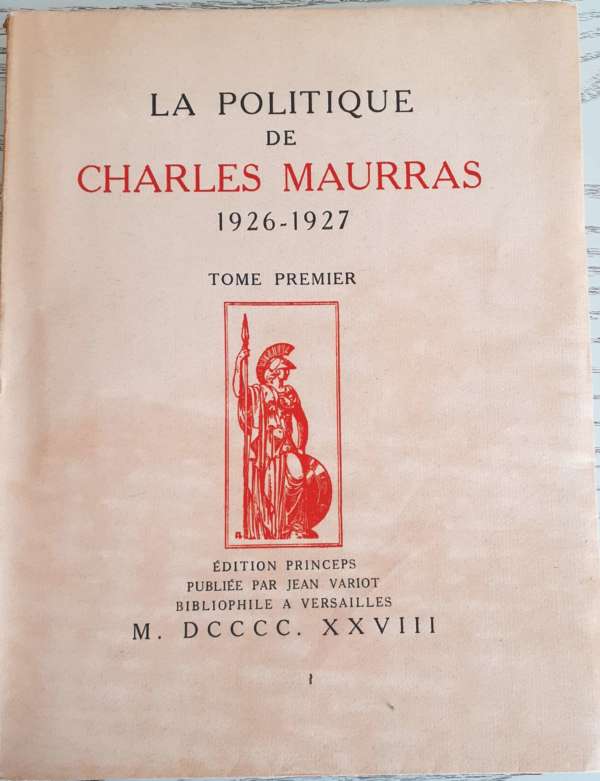 LA POLITIQUE
DE
CHARLES MAURRAS
1926-1927
TOME PREMIER
ÉDITION PRINCEPS
PUBLIÉE PAR JEAN VARIOT
BIBLIOPHILE A VERSAILLES
M. DCCCC. XXVIII